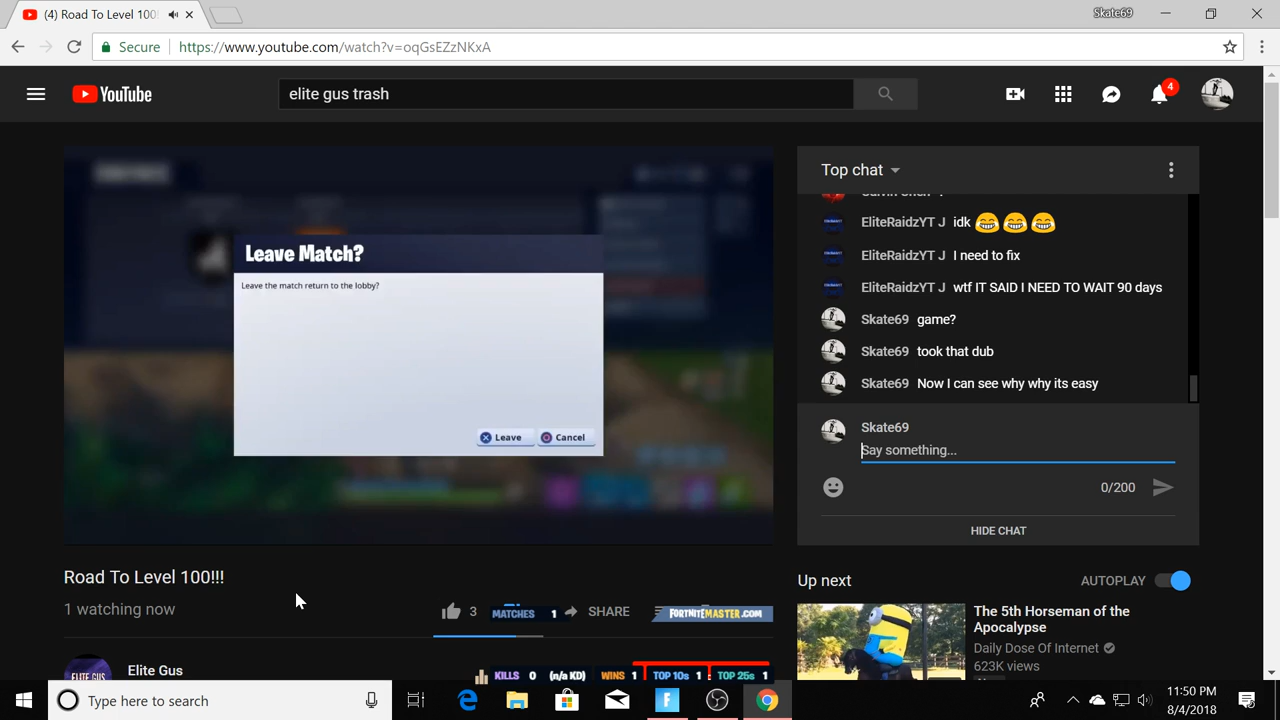 (4) Road To Level 100!
Skate69
Secure
https://www.youtube.com/watch?v=oqGsEZzNKxA
YouTube
elite gus trash
4
Leave Match?
Leave the match return to the lobby?
Leave
Cancel
Road To Level 100!!!
1 watching now
3
MATCHES 1
SHARE
FORTNITEMASTER.COM
Elite Gus
ELITE GUS
KILLS 0 (n/a KD) WINS 1 TOP 10s 1 TOP 25s 1
Top chat
EliteRaidzYT J idk 😂😂😂
EliteRaidzYT J I need to fix
EliteRaidzYT J wtf IT SAID I NEED TO WAIT 90 days
Skate69 game?
Skate69 took that dub
Skate69 Now I can see why why its easy
Skate69
Say something...
0/200
HIDE CHAT
Up next
AUTOPLAY
The 5th Horseman of the
Apocalypse
Daily Dose Of Internet
623K views
Type here to search
11:50 PM
8/4/2018